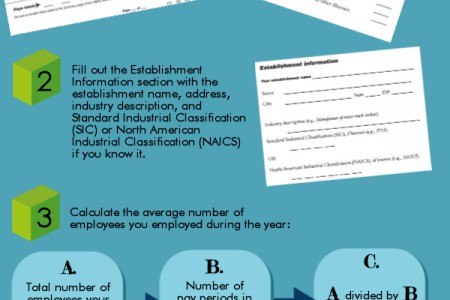 Page totals
2
Fill out the Establishment
Information section with the
establishment name, address,
industry description, and
Standard Industrial Classification
(SIC) or North American
Industrial Classification (NAICS)
if you know it.
Establishment information
Your establishment name
Street
City State ZIP
Industry description (e.g., Manufacture of motor truck trailers)
Standard Industrial Classification (SIC), if known (e.g., 3715)
OR
North American Industrial Classification (NAICS), if known (e.g., 336212)
3
Calculate the average number of
employees you employed during the year:
A.
Total number of
employees your
B.
Number of
pay periods in
C.
A divided by B